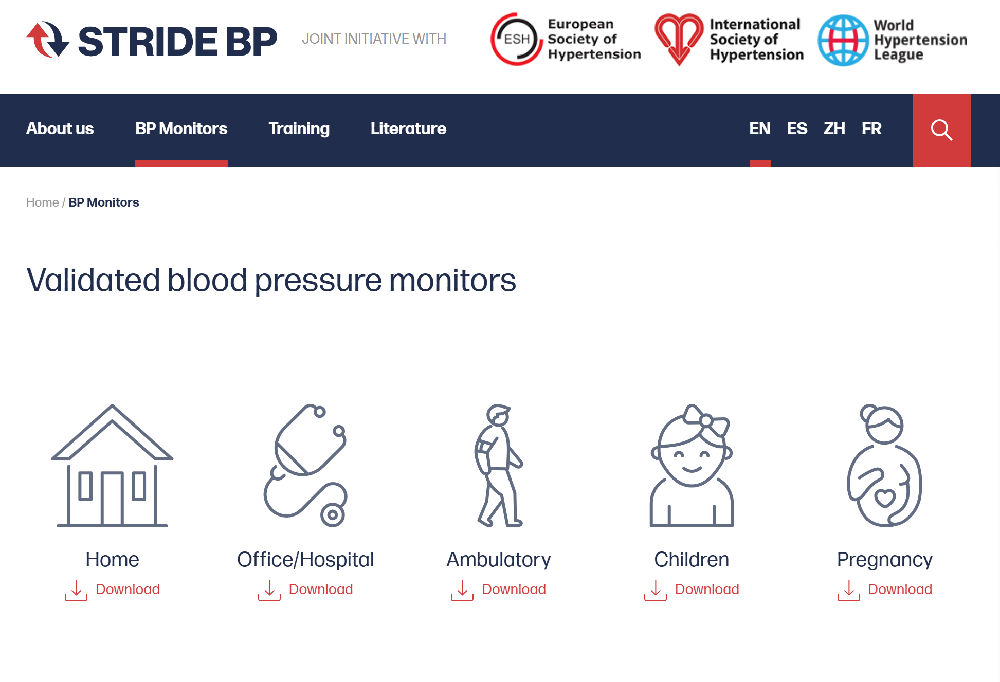 STRIDE BP
JOINT INITIATIVE WITH
ESH
European
Society of
Hypertension
International
Society of
Hypertension
World
Hypertension
League
About us
BP Monitors
Training
Literature
EN
ES
ZH
FR
Home / BP Monitors
Validated blood pressure monitors
Home
Download
Office/Hospital
Download
Ambulatory
Download
Children
Download
Pregnancy
Download